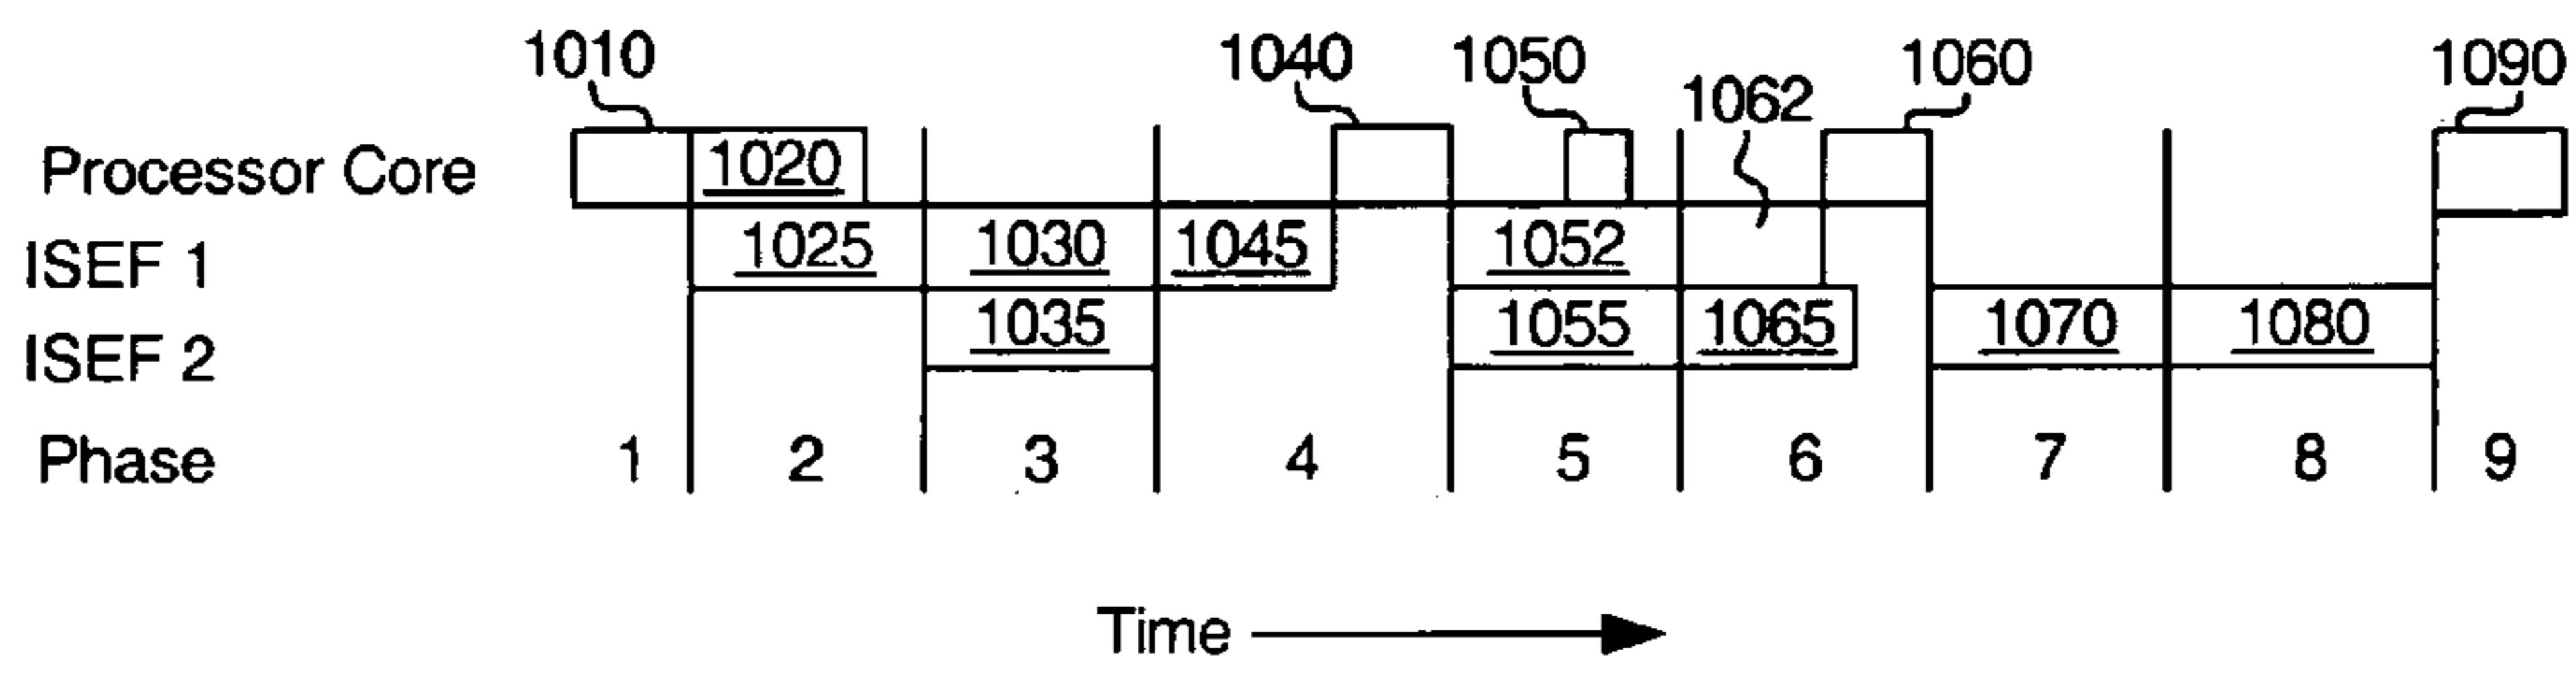 1010 1040 1050 1062 1060 1090
Processor Core 1020
ISEF 1 1025 1030 1045 1052
ISEF 2 1035 1055 1065 1070 1080
Phase 1 2 3 4 5 6 7 8 9
Time